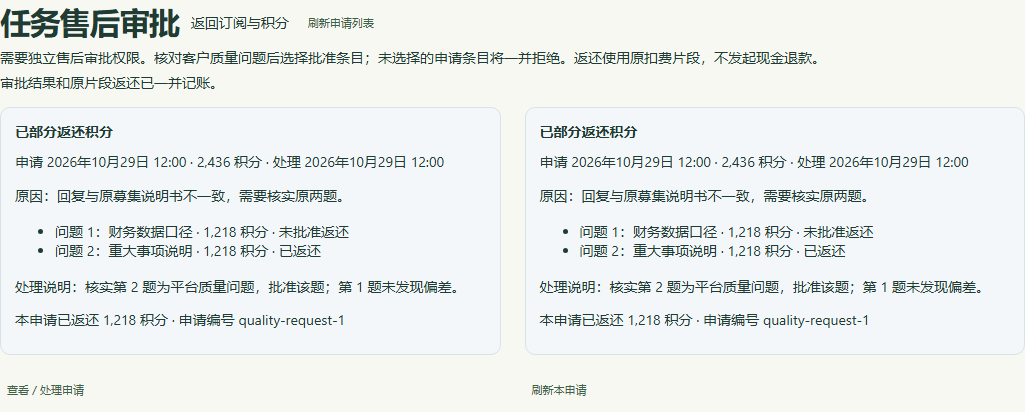 任务售后审批 返回订阅与积分 刷新申请列表
需要独立售后审批权限。核对客户质量问题后选择批准条目；未选择的申请条目将一并拒绝。返还使用原扣费片段，不发起现金退款。
审批结果和原片段返还已一并记账。
已部分返还积分
申请 2026年10月29日 12:00 · 2,436 积分 · 处理 2026年10月29日 12:00
原因：回复与原募集说明书不一致，需要核实原两题。
• 问题 1：财务数据口径 · 1,218 积分 · 未批准返还
• 问题 2：重大事项说明 · 1,218 积分 · 已返还
处理说明：核实第 2 题为平台质量问题，批准该题；第 1 题未发现偏差。
本申请已返还 1,218 积分 · 申请编号 quality-request-1
查看 / 处理申请
已部分返还积分
申请 2026年10月29日 12:00 · 2,436 积分 · 处理 2026年10月29日 12:00
原因：回复与原募集说明书不一致，需要核实原两题。
• 问题 1：财务数据口径 · 1,218 积分 · 未批准返还
• 问题 2：重大事项说明 · 1,218 积分 · 已返还
处理说明：核实第 2 题为平台质量问题，批准该题；第 1 题未发现偏差。
本申请已返还 1,218 积分 · 申请编号 quality-request-1
刷新本申请